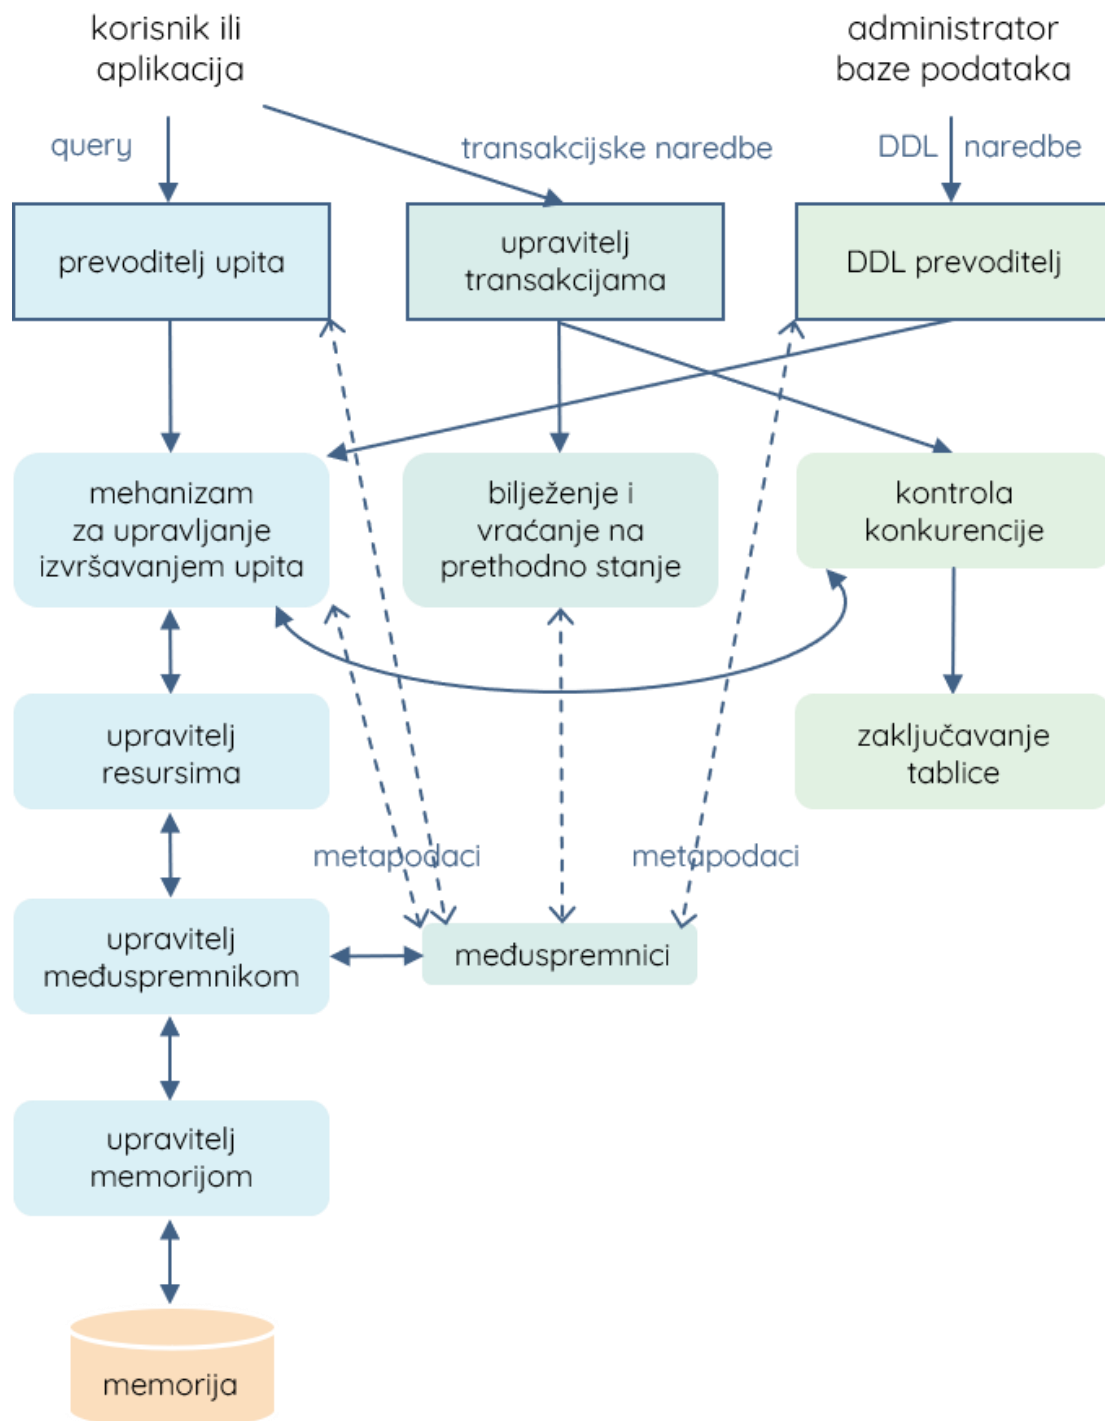 korisnik ili
aplikacija
administrator
baze podataka
query
transakcijske naredbe
DDL naredbe
prevoditelj upita
upravitelj
transakcijama
DDL prevoditelj
mehanizam
za upravljanje
izvršavanjem upita
bilježenje i
vraćanje na
prethodno stanje
kontrola
konkurencije
upravitelj
resursima
zaključavanje
tablice
metapodaci
metapodaci
upravitelj
međuspremnikom
međuspremnici
upravitelj
memorijom
memorija